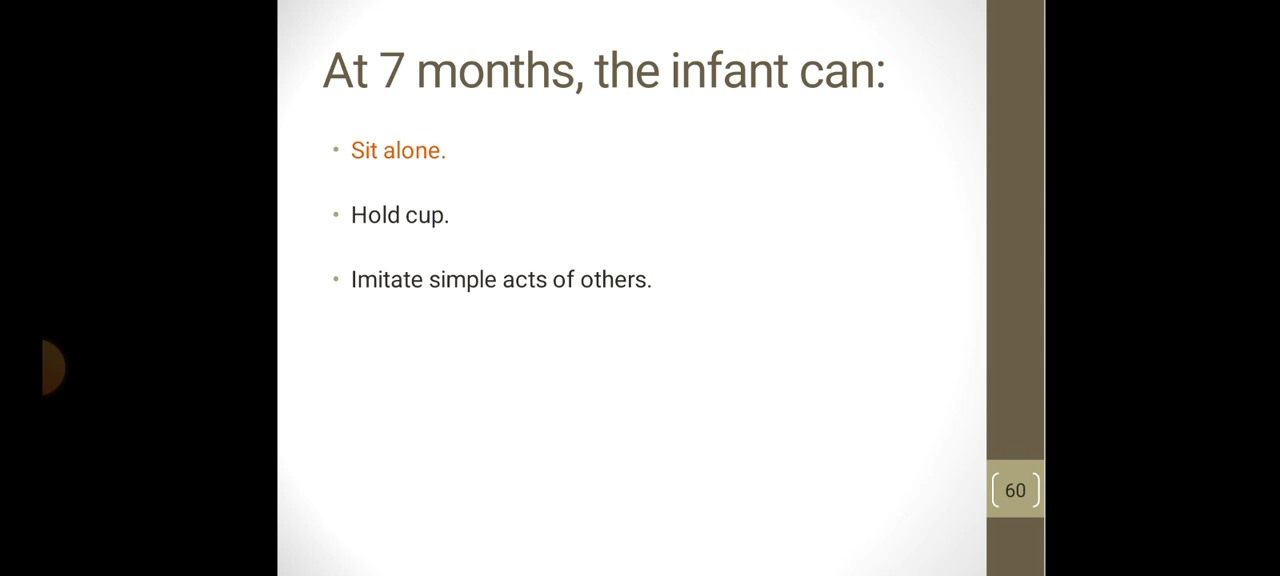 At 7 months, the infant can:
• Sit alone.
• Hold cup.
• Imitate simple acts of others.
60